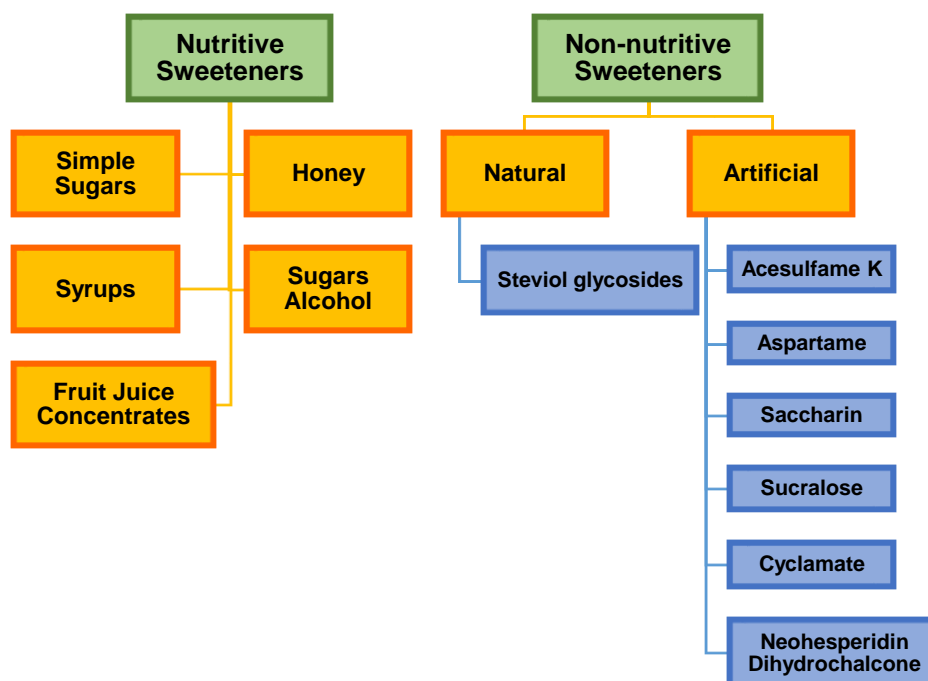 Nutritive
Sweeteners
Simple
Sugars
Honey
Syrups
Sugars
Alcohol
Fruit Juice
Concentrates
Non-nutritive
Sweeteners
Natural
Artificial
Steviol glycosides
Acesulfame K
Aspartame
Saccharin
Sucralose
Cyclamate
Neohesperidin
Dihydrochalcone